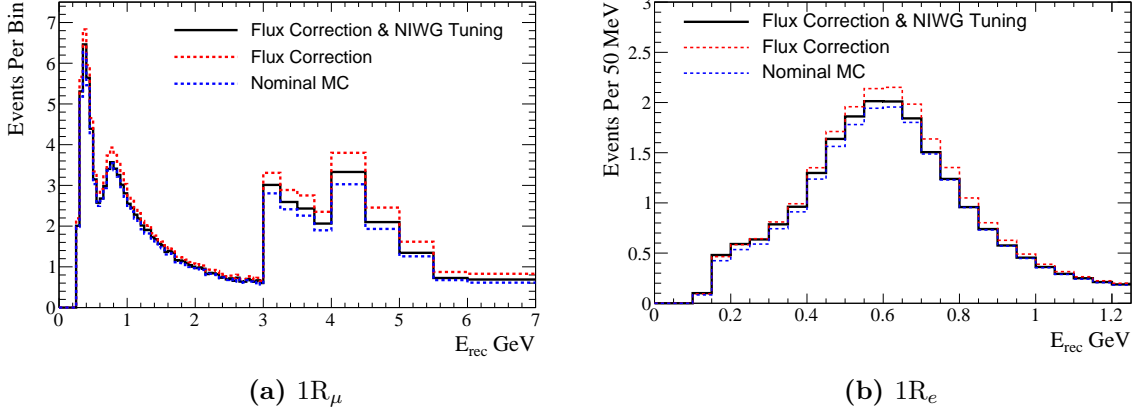 Events Per Bin
7
6
5
4
3
2
1
0
Flux Correction & NIWG Tuning
Flux Correction
Nominal MC
0 1 2 3 4 5 6 7
E_rec GeV
(a) 1R_μ
Events Per 50 MeV
3
2.5
2
1.5
1
0.5
0
Flux Correction & NIWG Tuning
Flux Correction
Nominal MC
0 0.2 0.4 0.6 0.8 1 1.2
E_rec GeV
(b) 1R_e